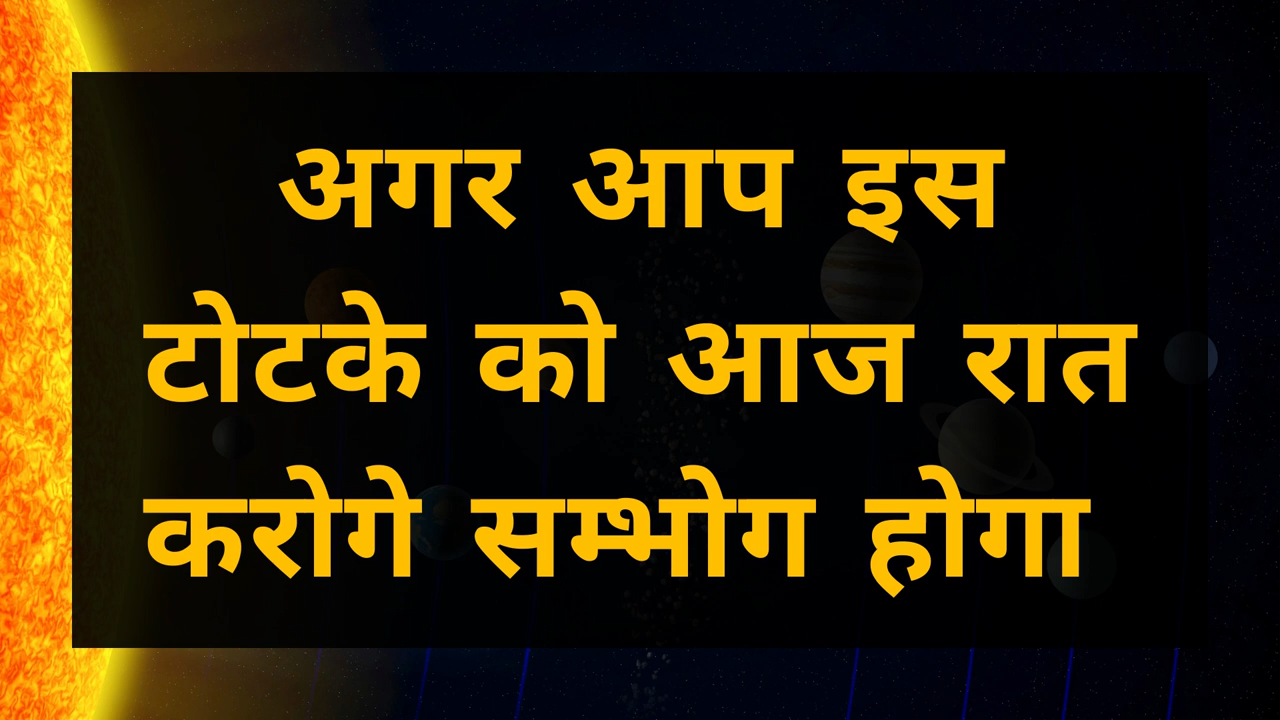 अगर आप इस
टोटके को आज रात
करोगे सम्भोग होगा